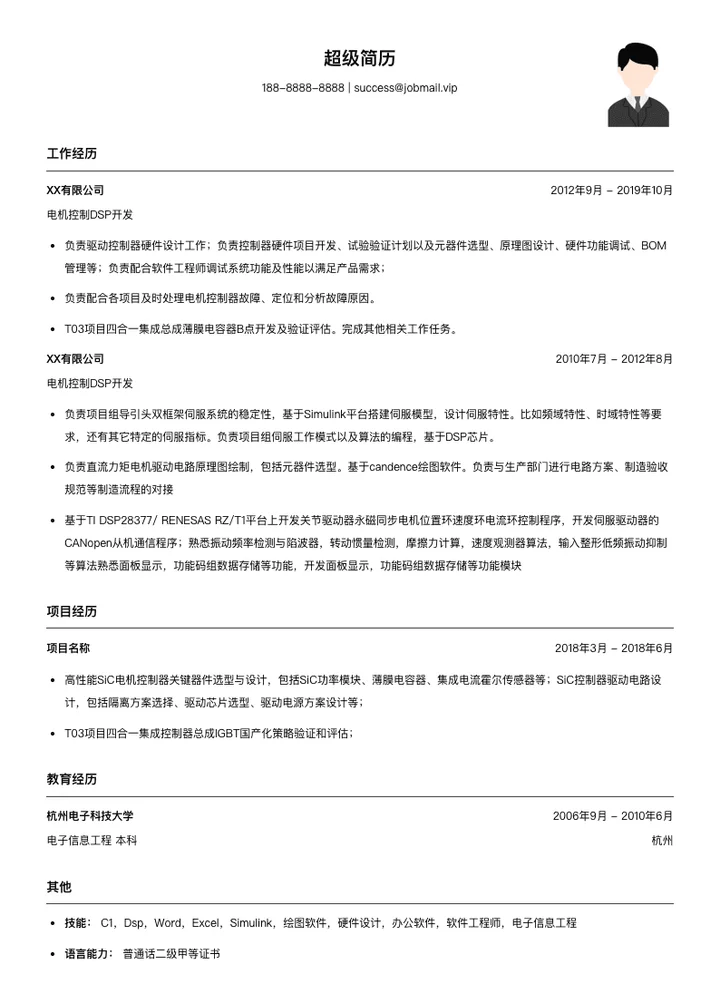 超级简历
188-8888-8888 | success@jobmail.vip
工作经历
XX有限公司 2012年9月 – 2019年10月
电机控制DSP开发
• 负责驱动控制器硬件设计工作；负责控制器硬件项目开发、试验验证计划以及元器件选型、原理图设计、硬件功能调试、BOM
管理等；负责配合软件工程师调试系统功能及性能以满足产品需求；
• 负责配合各项目及时处理电机控制器故障、定位和分析故障原因。
• T03项目四合一集成总成薄膜电容器B点开发及验证评估。完成其他相关工作任务。
XX有限公司 2010年7月 – 2012年8月
电机控制DSP开发
• 负责项目组导引头双框架伺服系统的稳定性，基于Simulink平台搭建伺服模型，设计伺服特性。比如频域特性、时域特性等要
求，还有其它特定的伺服指标。负责项目组伺服工作模式以及算法的编程，基于DSP芯片。
• 负责直流力矩电机驱动电路原理图绘制，包括元器件选型。基于candence绘图软件。负责与生产部门进行电路方案、制造验收
规范等制造流程的对接
• 基于TI DSP28377/ RENESAS RZ/T1平台上开发关节驱动器永磁同步电机位置环速度环电流环控制程序，开发伺服驱动器的
CANopen从机通信程序；熟悉振动频率检测与陷波器，转动惯量检测，摩擦力计算，速度观测器算法，输入整形低频振动抑制
等算法熟悉面板显示，功能码组数据存储等功能，开发面板显示，功能码组数据存储等功能模块
项目经历
项目名称 2018年3月 – 2018年6月
• 高性能SiC电机控制器关键器件选型与设计，包括SiC功率模块、薄膜电容器、集成电流霍尔传感器等；SiC控制器驱动电路设
计，包括隔离方案选择、驱动芯片选型、驱动电源方案设计等；
• T03项目四合一集成控制器总成IGBT国产化策略验证和评估；
教育经历
杭州电子科技大学 2006年9月 – 2010年6月
电子信息工程 本科 杭州
其他
• 技能： C1，Dsp，Word，Excel，Simulink，绘图软件，硬件设计，办公软件，软件工程师，电子信息工程
• 语言能力： 普通话二级甲等证书